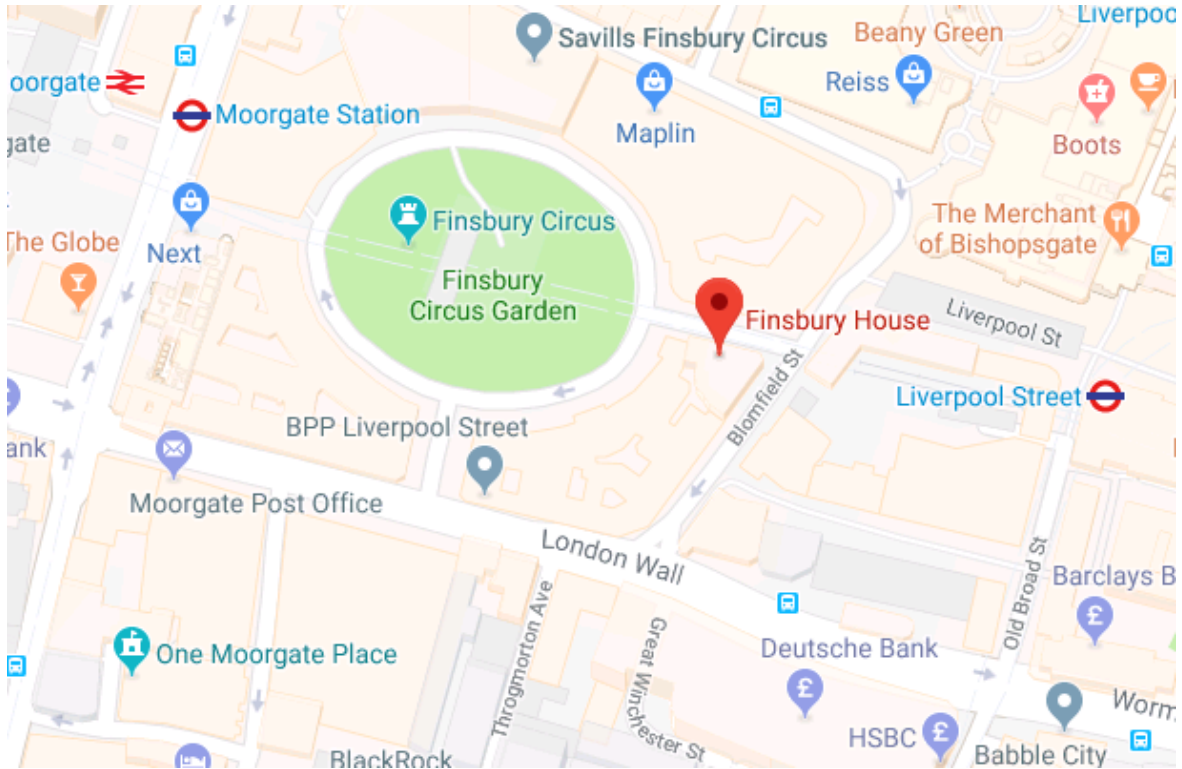 Liverpoo
Savills Finsbury Circus
Beany Green
oorgate
Reiss
Moorgate Station
Maplin
Boots
gate
The Merchant
of Bishopsgate
Finsbury Circus
The Globe
Next
Finsbury
Circus Garden
Finsbury House
Liverpool St
Liverpool Street
Blomfield St
BPP Liverpool Street
ank
Moorgate Post Office
London Wall
Old Broad St
Barclays B
Throgmorton Ave
Great Winchester St
Deutsche Bank
One Moorgate Place
Worm
HSBC
Babble City
BlackRock